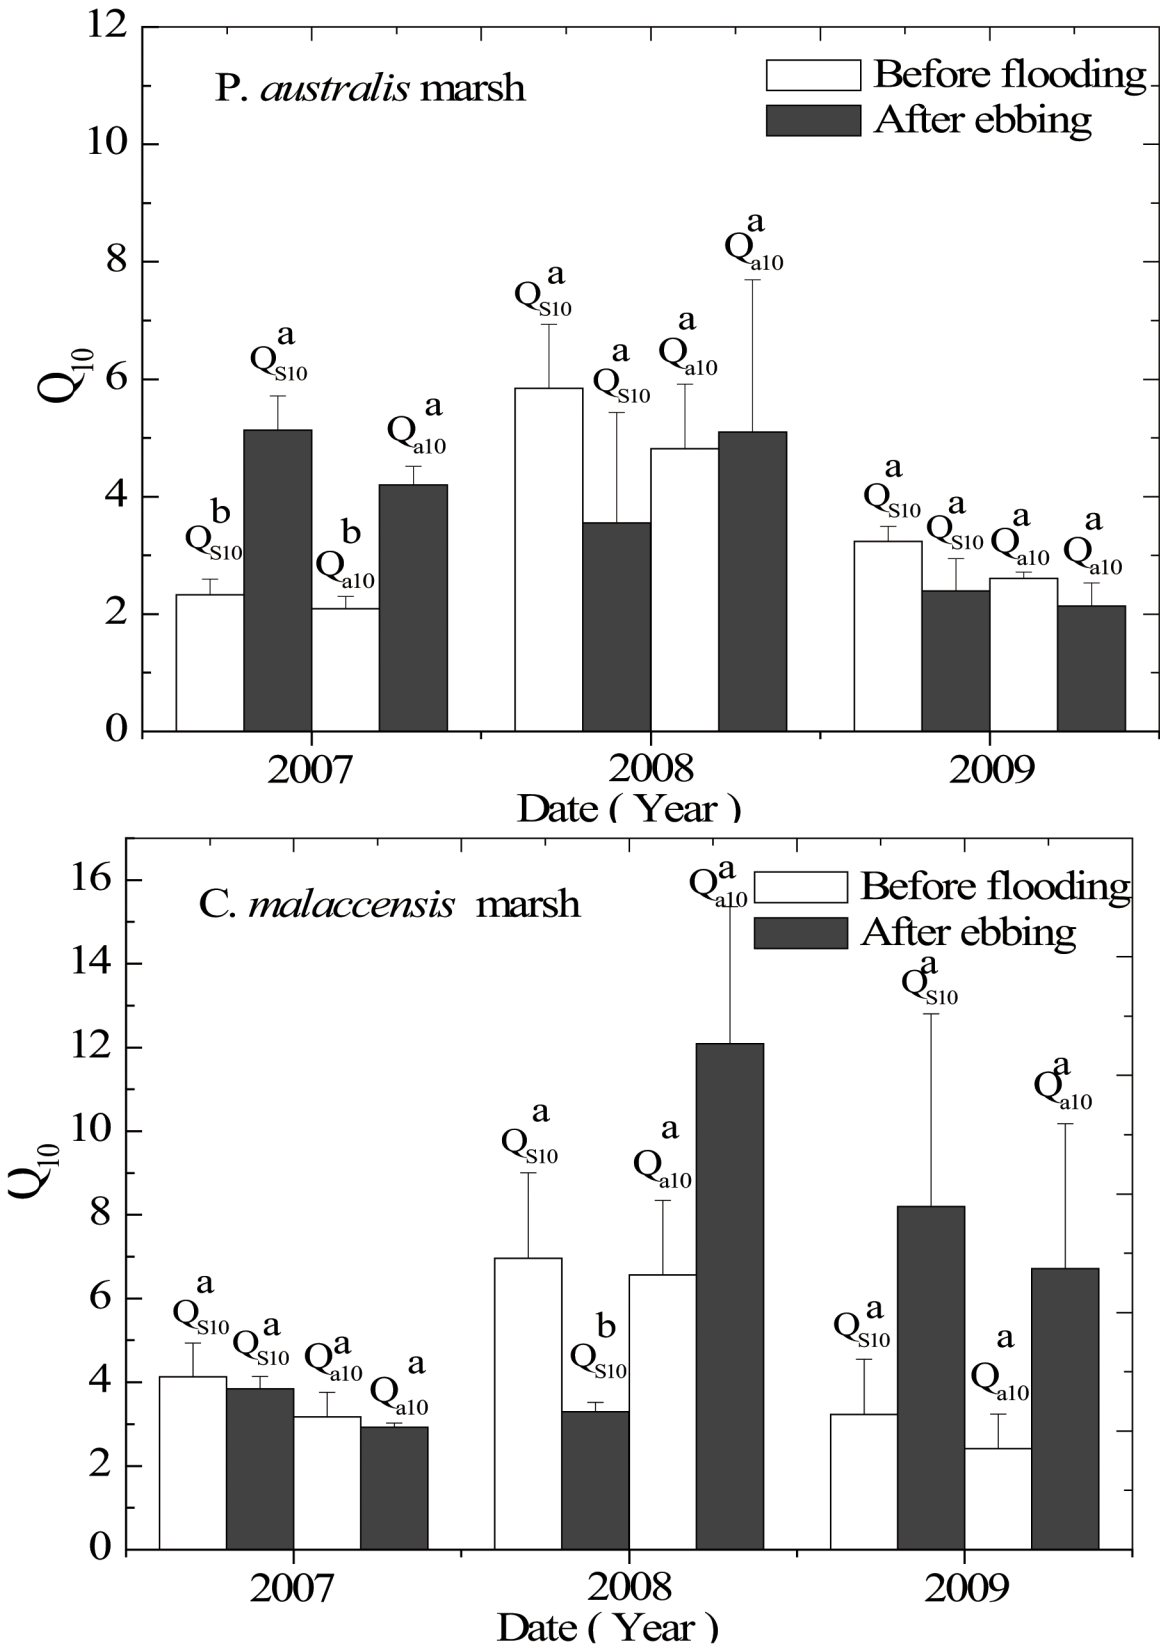 12
P. australis marsh
Before flooding
After ebbing
10
8
6
4
2
0
Q10
QS10 b
QS10 a
Qa10 b
Qa10 a
QS10 a
QS10 a
Qa10 a
Qa10 a
QS10 a
QS10 a
Qa10 a
Qa10 a
2007 2008 2009
Date ( Year )
C. malaccensis marsh
Before flooding
After ebbing
16
14
12
10
8
6
4
2
0
Q10
QS10 a
QS10 a
Qa10 a
Qa10 a
QS10 a
QS10 b
Qa10 a
Qa10 a
QS10 a
QS10 a
Qa10 a
Qa10 a
2007 2008 2009
Date ( Year )